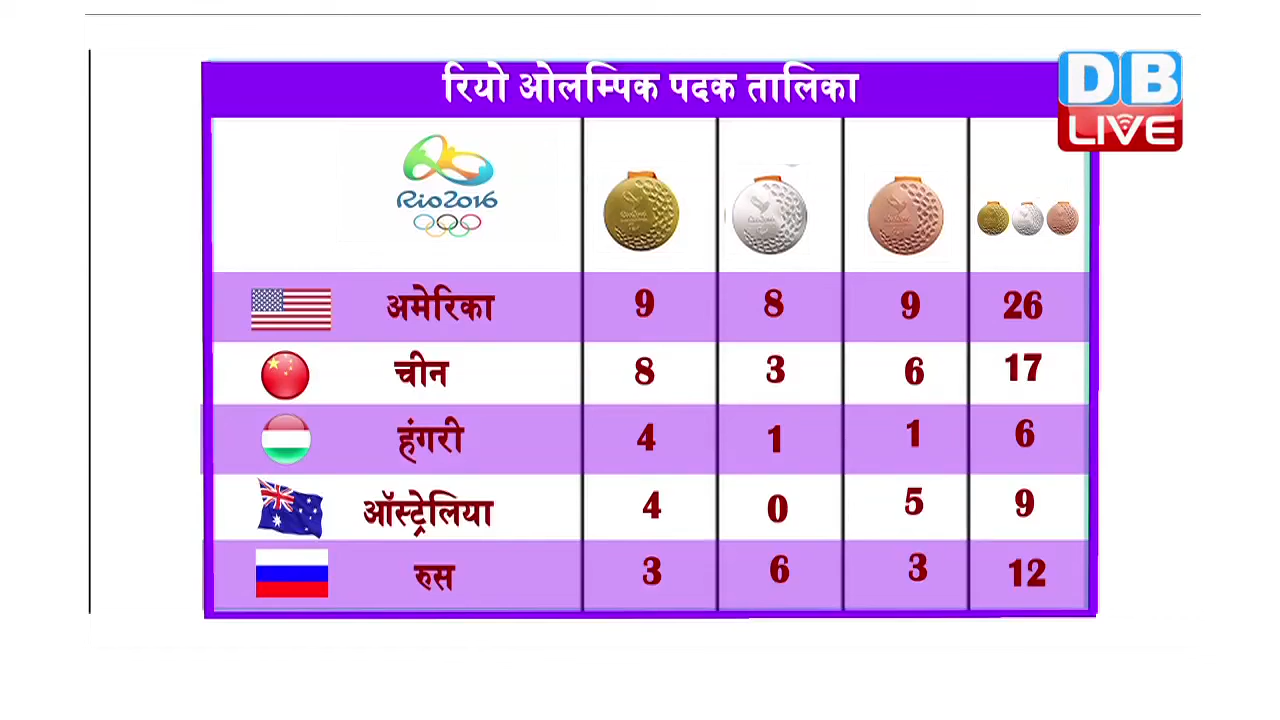 रियो ओलम्पिक पदक तालिका
DB
LIVE
Rio2016
अमेरिका 9 8 9 26
चीन 8 3 6 17
हंगरी 4 1 1 6
ऑस्ट्रेलिया 4 0 5 9
रुस 3 6 3 12